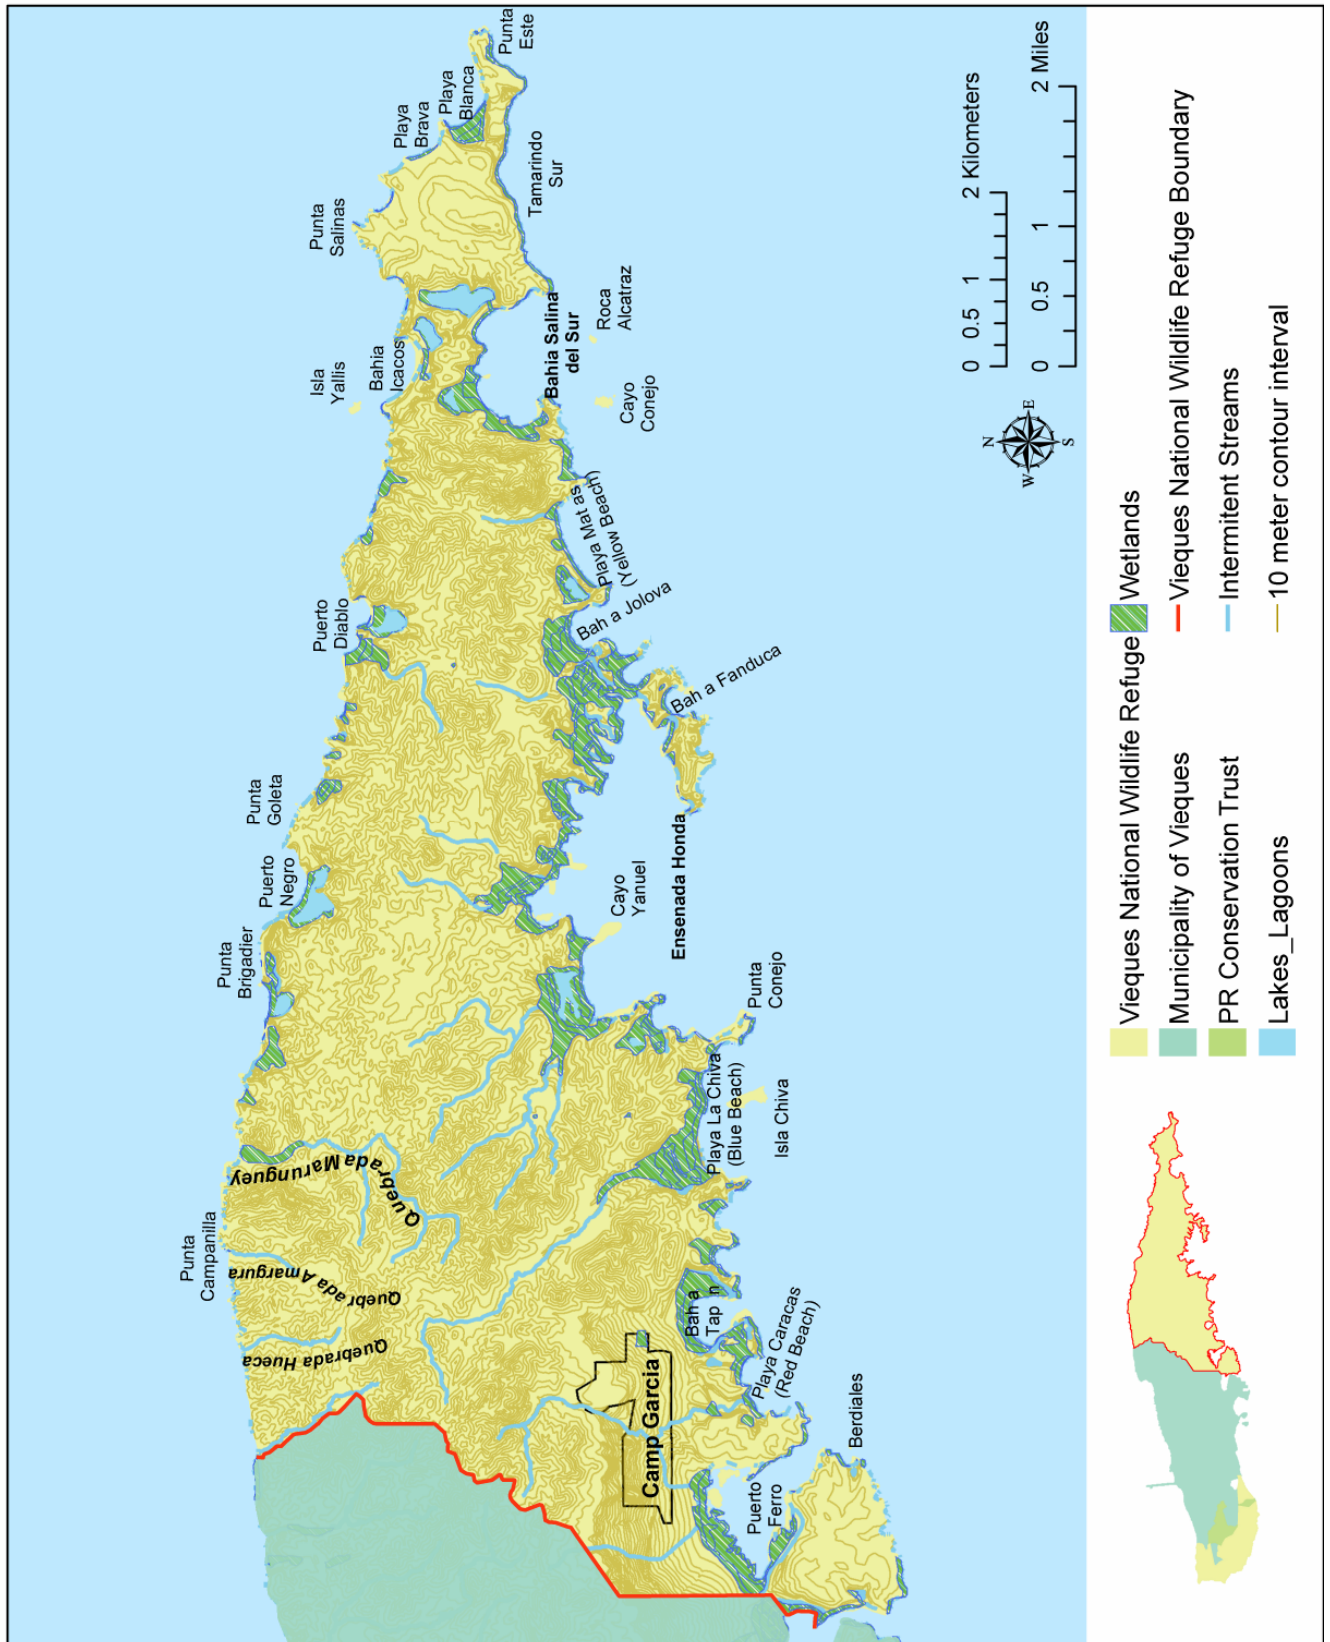 Punta
Campanilla
Punta
Brigadier
Puerto
Negro
Punta
Goleta
Puerto
Diablo
Isla
Yallis
Bahia
Icacos
Punta
Salinas
Playa
Brava
Playa
Blanca
Punta
Este
Quebrada Hueca
Quebrada Amargura
Quebrada Marunguey
Tamarindo
Sur
Bahia Salina
del Sur
Roca
Alcatraz
Cayo
Conejo
Playa Mat as
(Yellow Beach)
Bah a Jolova
Bah a Fanduca
Ensenada Honda
Cayo
Yanuel
Punta
Conejo
Playa La Chiva
(Blue Beach)
Isla Chiva
Bah a
Tap n
Playa Caracas
(Red Beach)
Camp Garcia
Puerto
Ferro
Berdiales
N
E
S
W
0 0.5 1 2 Kilometers
0 0.5 1 2 Miles
Vieques National Wildlife Refuge
Municipality of Vieques
PR Conservation Trust
Lakes_Lagoons
Wetlands
Vieques National Wildlife Refuge Boundary
Intermitent Streams
10 meter contour interval